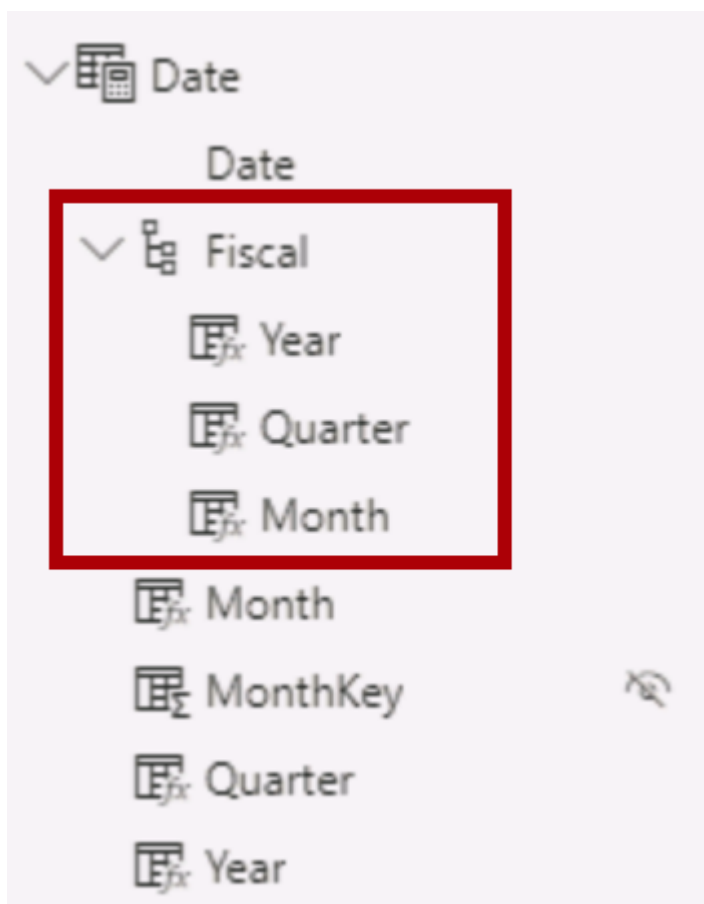 Date
Date
Fiscal
Year
Quarter
Month
Month
MonthKey
Quarter
Year